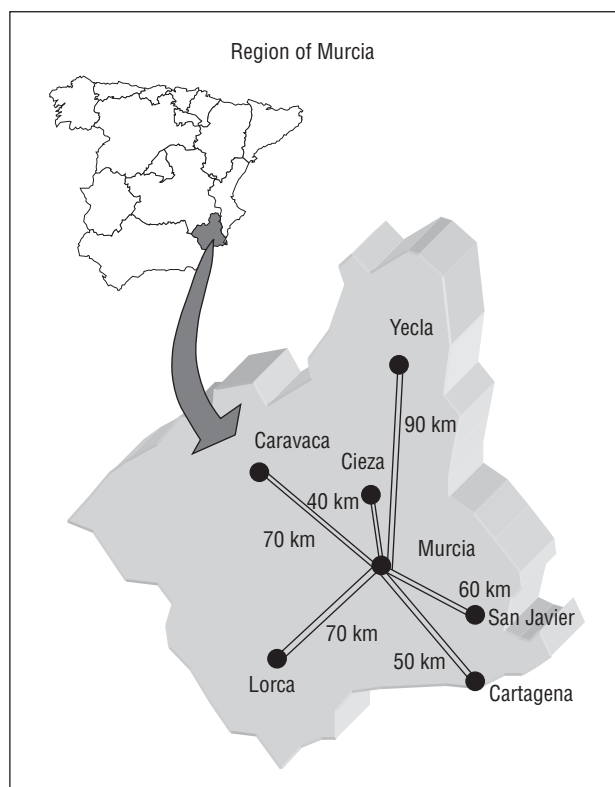 Region of Murcia
Yecla
90 km
Caravaca
Cieza
40 km
70 km
Murcia
60 km
San Javier
70 km
50 km
Lorca
Cartagena